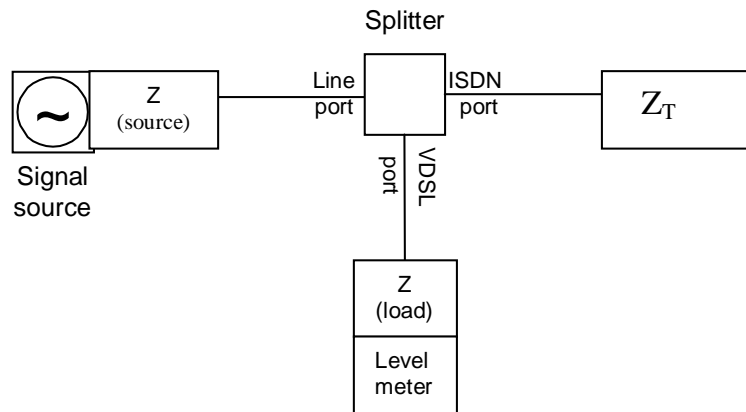 Splitter
Z
(source)
Line
port
ISDN
port
Z_T
Signal
source
VDSL
port
Z
(load)
Level
meter
~